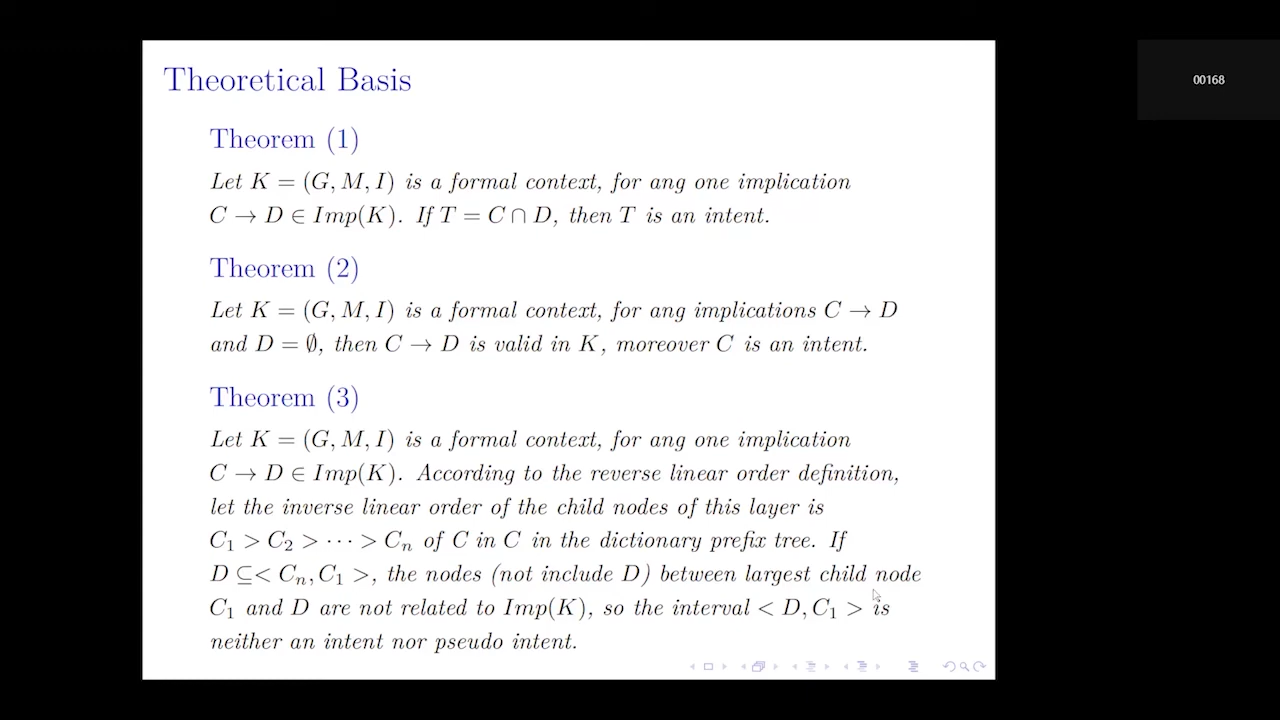 Theoretical Basis
00168
Theorem (1)
Let K = (G, M, I) is a formal context, for ang one implication
C → D ∈ Imp(K). If T = C ∩ D, then T is an intent.
Theorem (2)
Let K = (G, M, I) is a formal context, for ang implications C → D
and D = ∅, then C → D is valid in K, moreover C is an intent.
Theorem (3)
Let K = (G, M, I) is a formal context, for ang one implication
C → D ∈ Imp(K). According to the reverse linear order definition,
let the inverse linear order of the child nodes of this layer is
C₁ > C₂ > ⋯ > Cₙ of C in C in the dictionary prefix tree. If
D ⊆< Cₙ, C₁ >, the nodes (not include D) between largest child node
C₁ and D are not related to Imp(K), so the interval < D, C₁ > is
neither an intent nor pseudo intent.